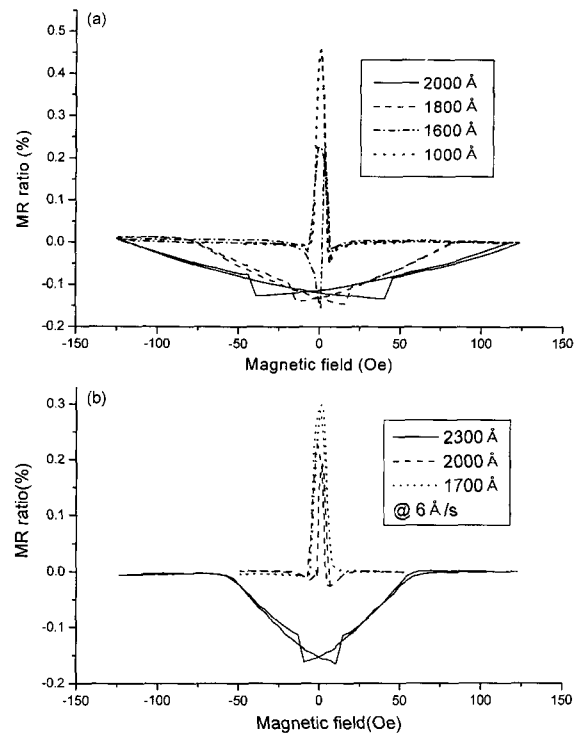 (a)
0.5
0.4
0.3
0.2
0.1
0.0
-0.1
-0.2
MR ratio (%)
2000 Å
1800 Å
1600 Å
1000 Å
-150 -100 -50 0 50 100 150
Magnetic field (Oe)
(b)
0.3
0.2
0.1
0.0
-0.1
-0.2
MR ratio(%)
2300 Å
2000 Å
1700 Å
@ 6 Å/s
-150 -100 -50 0 50 100 150
Magnetic field(Oe)